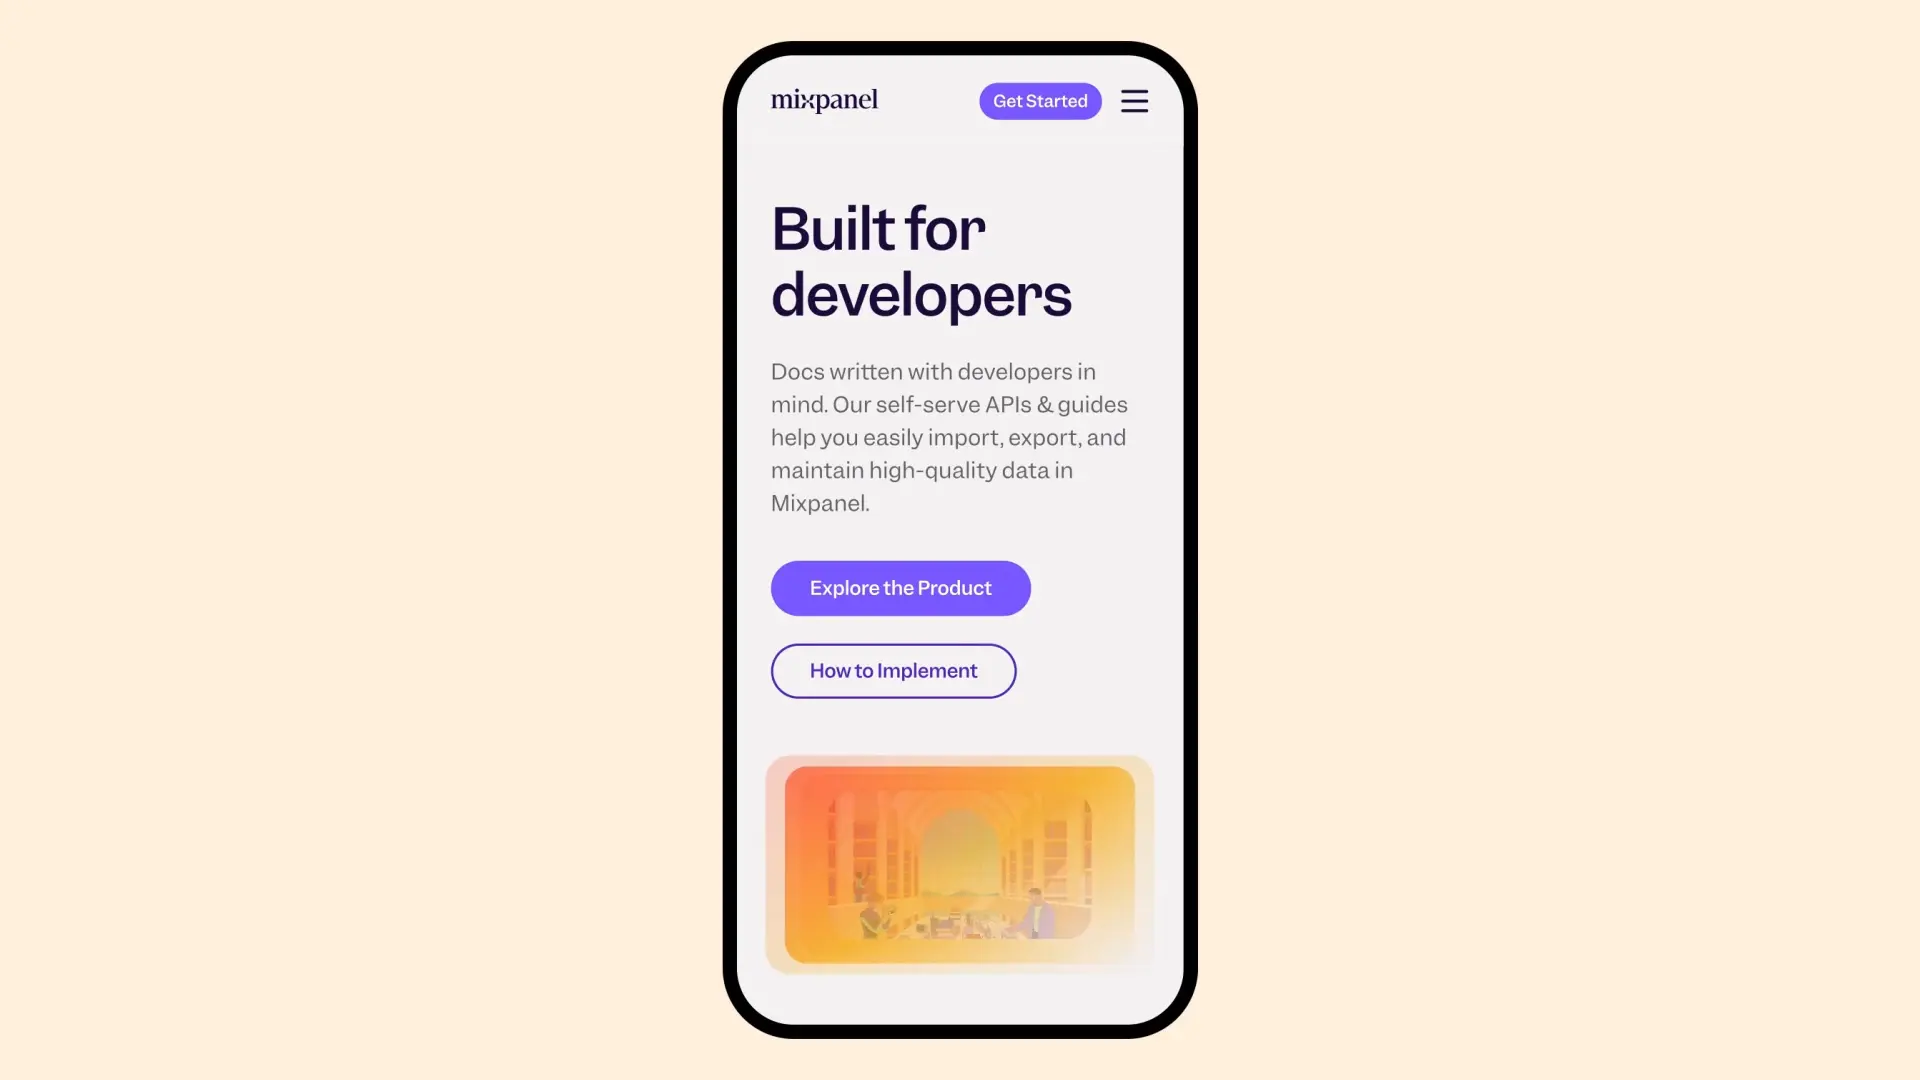 mixpanel
Get Started
Built for
developers
Docs written with developers in
mind. Our self-serve APIs & guides
help you easily import, export, and
maintain high-quality data in
Mixpanel.
Explore the Product
How to Implement